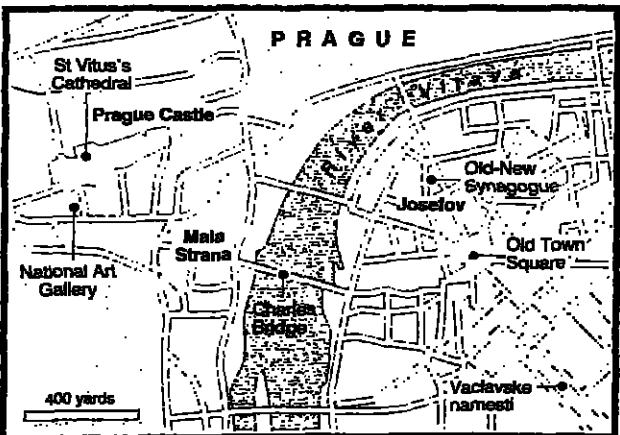 PRAGUE
St Vitus's
Cathedral
Prague Castle
River Vltava
Old-New
Synagogue
Josefov
Mala
Strana
Old Town
Square
National Art
Gallery
Charles
Bridge
Vaclavske
namesti
400 yards